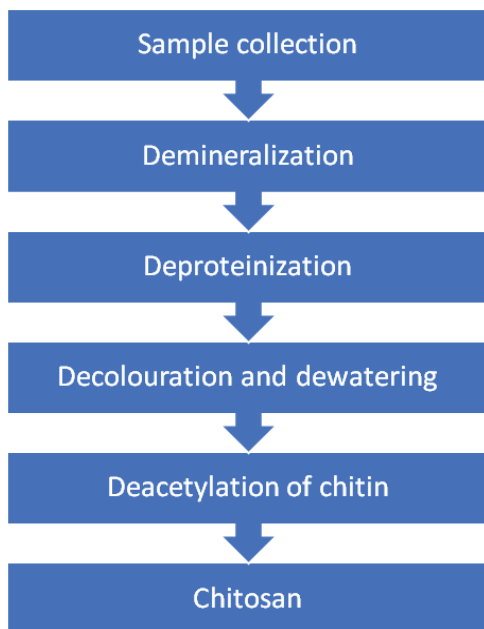 Sample collection
Demineralization
Deproteinization
Decolouration and dewatering
Deacetylation of chitin
Chitosan